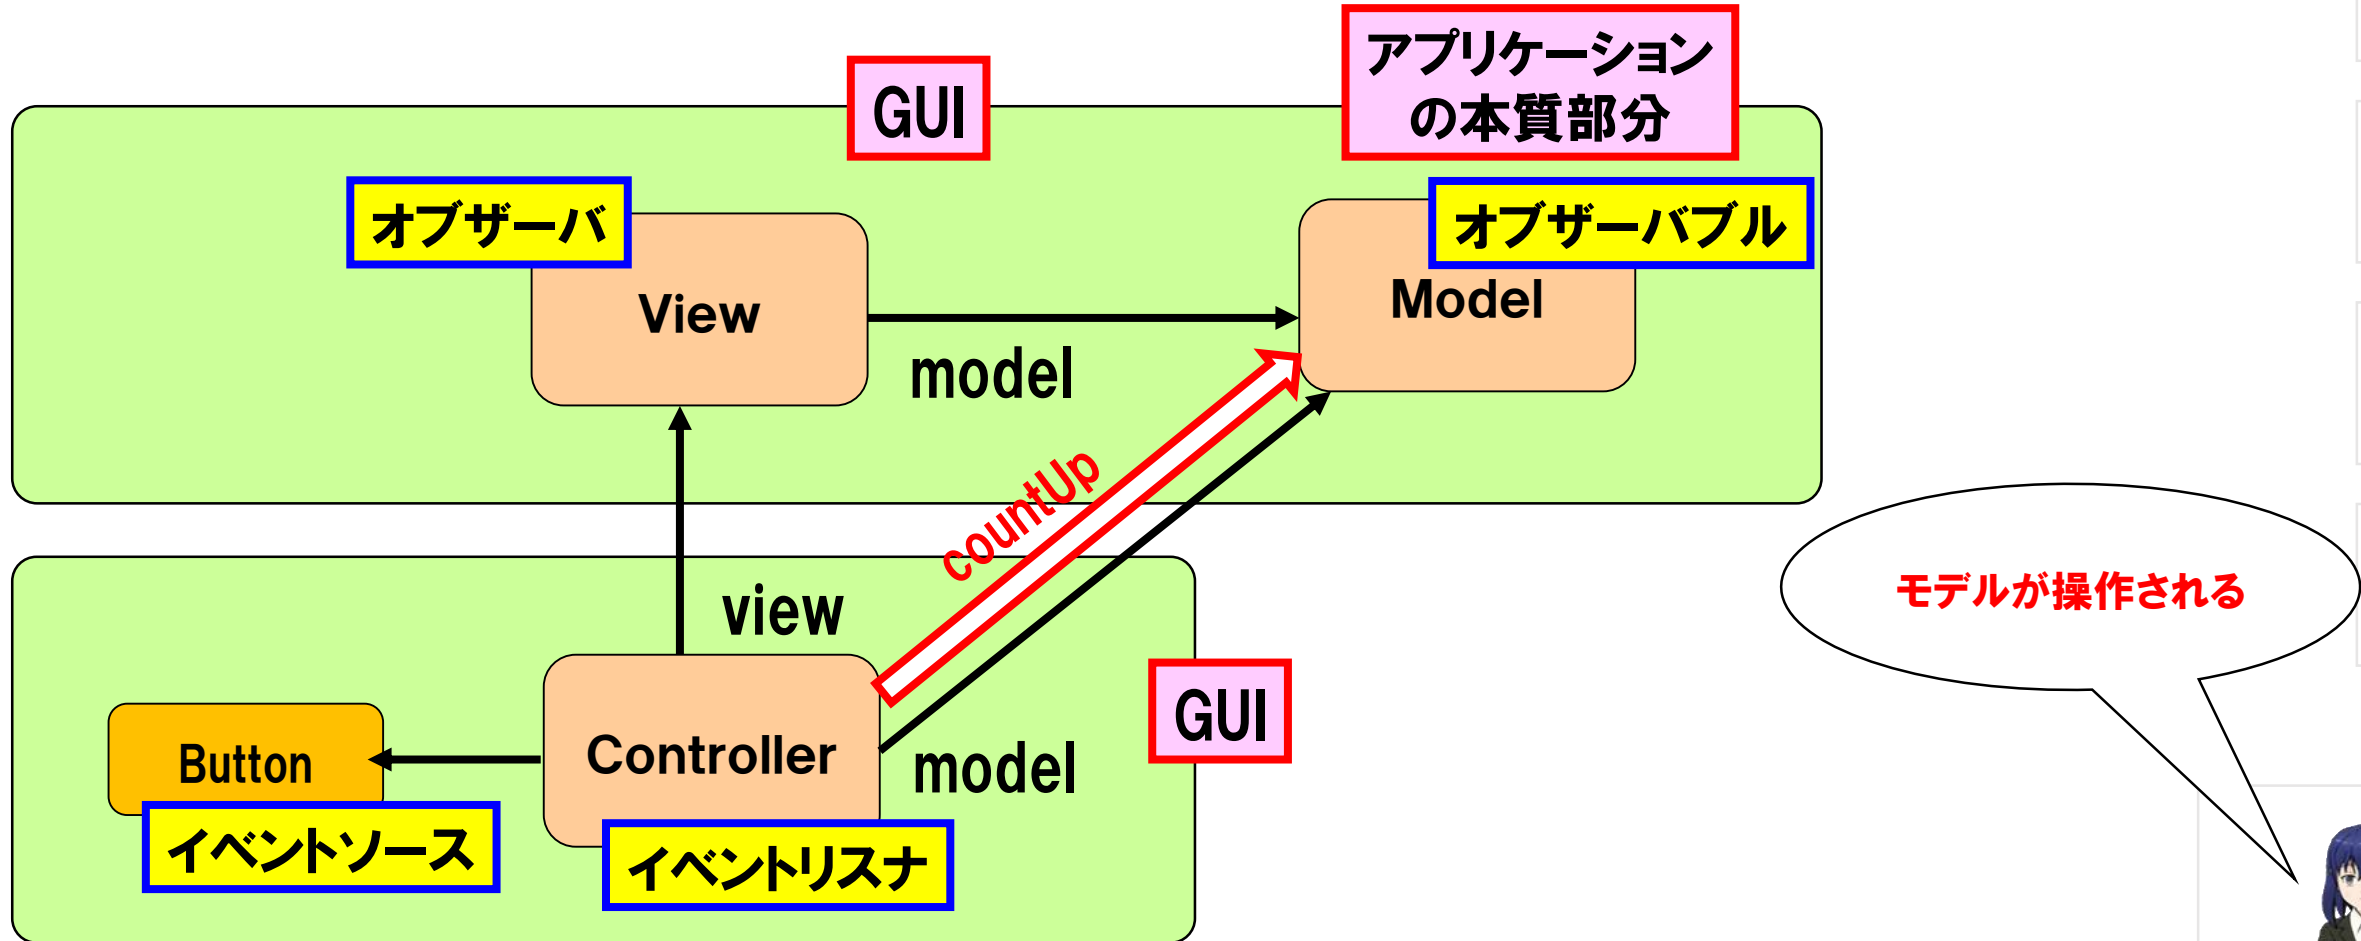 アプリケーション
の本質部分
GUI
オブザーバ
オブザーバブル
View
Model
model
countUp
モデルが操作される
view
GUI
Controller
Button
model
イベントソース
イベントリスナ